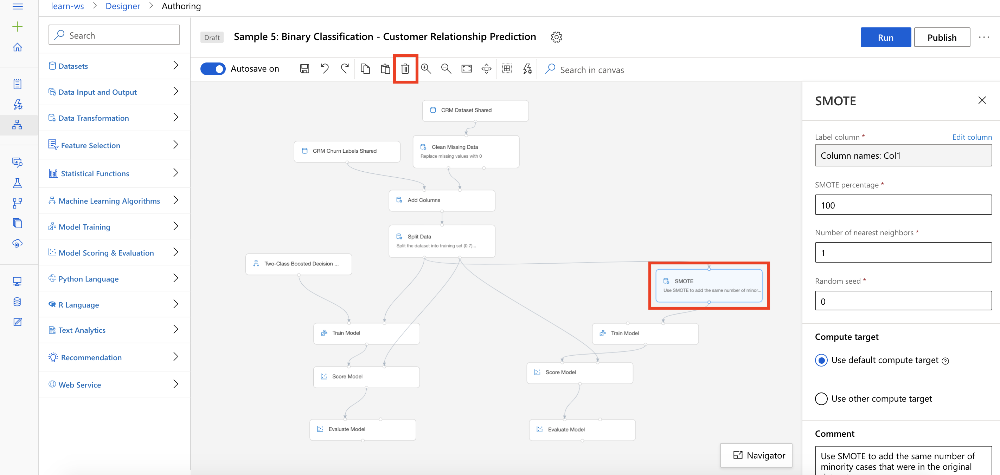 learn-ws > Designer > Authoring
Search
Datasets
Data Input and Output
Data Transformation
Feature Selection
Statistical Functions
Machine Learning Algorithms
Model Training
Model Scoring & Evaluation
Python Language
R Language
Text Analytics
Recommendation
Web Service
Draft
Sample 5: Binary Classification - Customer Relationship Prediction
Run
Publish
Autosave on
Search in canvas
CRM Dataset Shared
CRM Churn Labels Shared
Clean Missing Data
Replace missing values with 0
Add Columns
Split Data
Split the dataset into training set (0.7)...
Two-Class Boosted Decision ...
SMOTE
Use SMOTE to add the same number of minor...
Train Model
Train Model
Score Model
Score Model
Evaluate Model
Evaluate Model
Navigator
SMOTE
Label column *
Edit column
Column names: Col1
SMOTE percentage *
100
Number of nearest neighbors *
1
Random seed *
0
Compute target
Use default compute target
Use other compute target
Comment
Use SMOTE to add the same number of
minority cases that were in the original